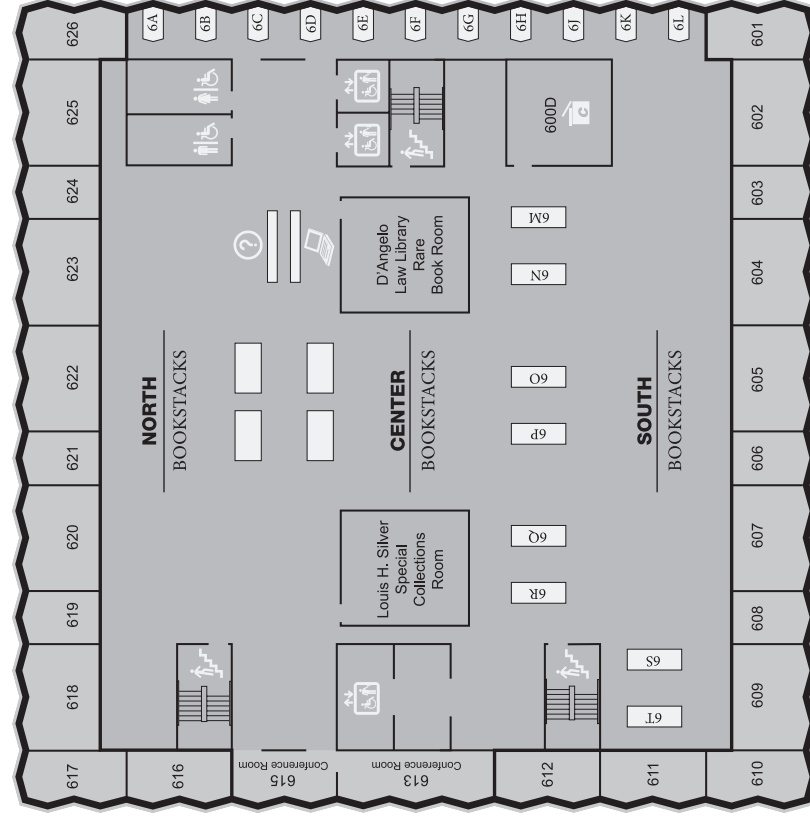 626
6A
6B
6C
6D
6E
6F
6G
6H
6J
6K
6L
601
625
600D
C
602
624
603
?
D'Angelo
Law Library
Rare
Book Room
6M
623
6N
604
622
NORTH
BOOKSTACKS
CENTER
BOOKSTACKS
6O
SOUTH
BOOKSTACKS
605
621
6P
606
620
Louis H. Silver
Special
Collections
Room
6Q
607
619
6R
608
618
6S
6T
609
617
616
615
Conference Room
613
Conference Room
612
611
610